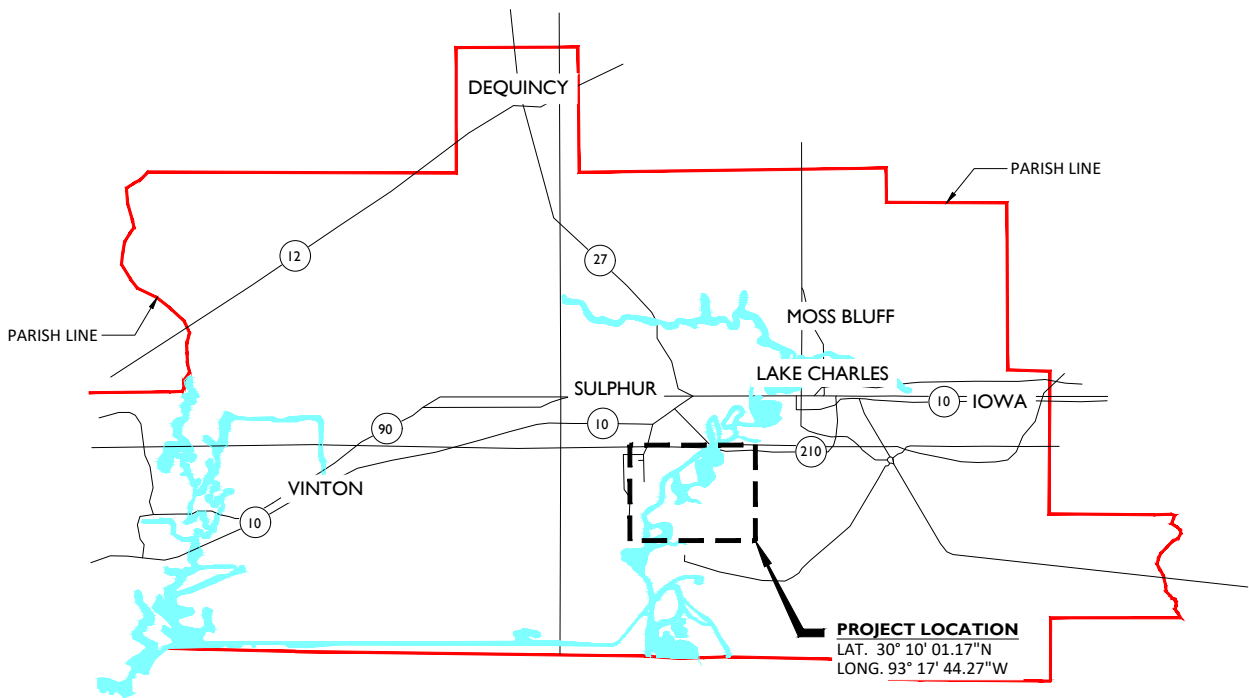 DEQUINCY
PARISH LINE
12
27
MOSS BLUFF
PARISH LINE
LAKE CHARLES
SULPHUR
10
IOWA
90
10
210
VINTON
10
PROJECT LOCATION
LAT. 30° 10' 01.17"N
LONG. 93° 17' 44.27"W